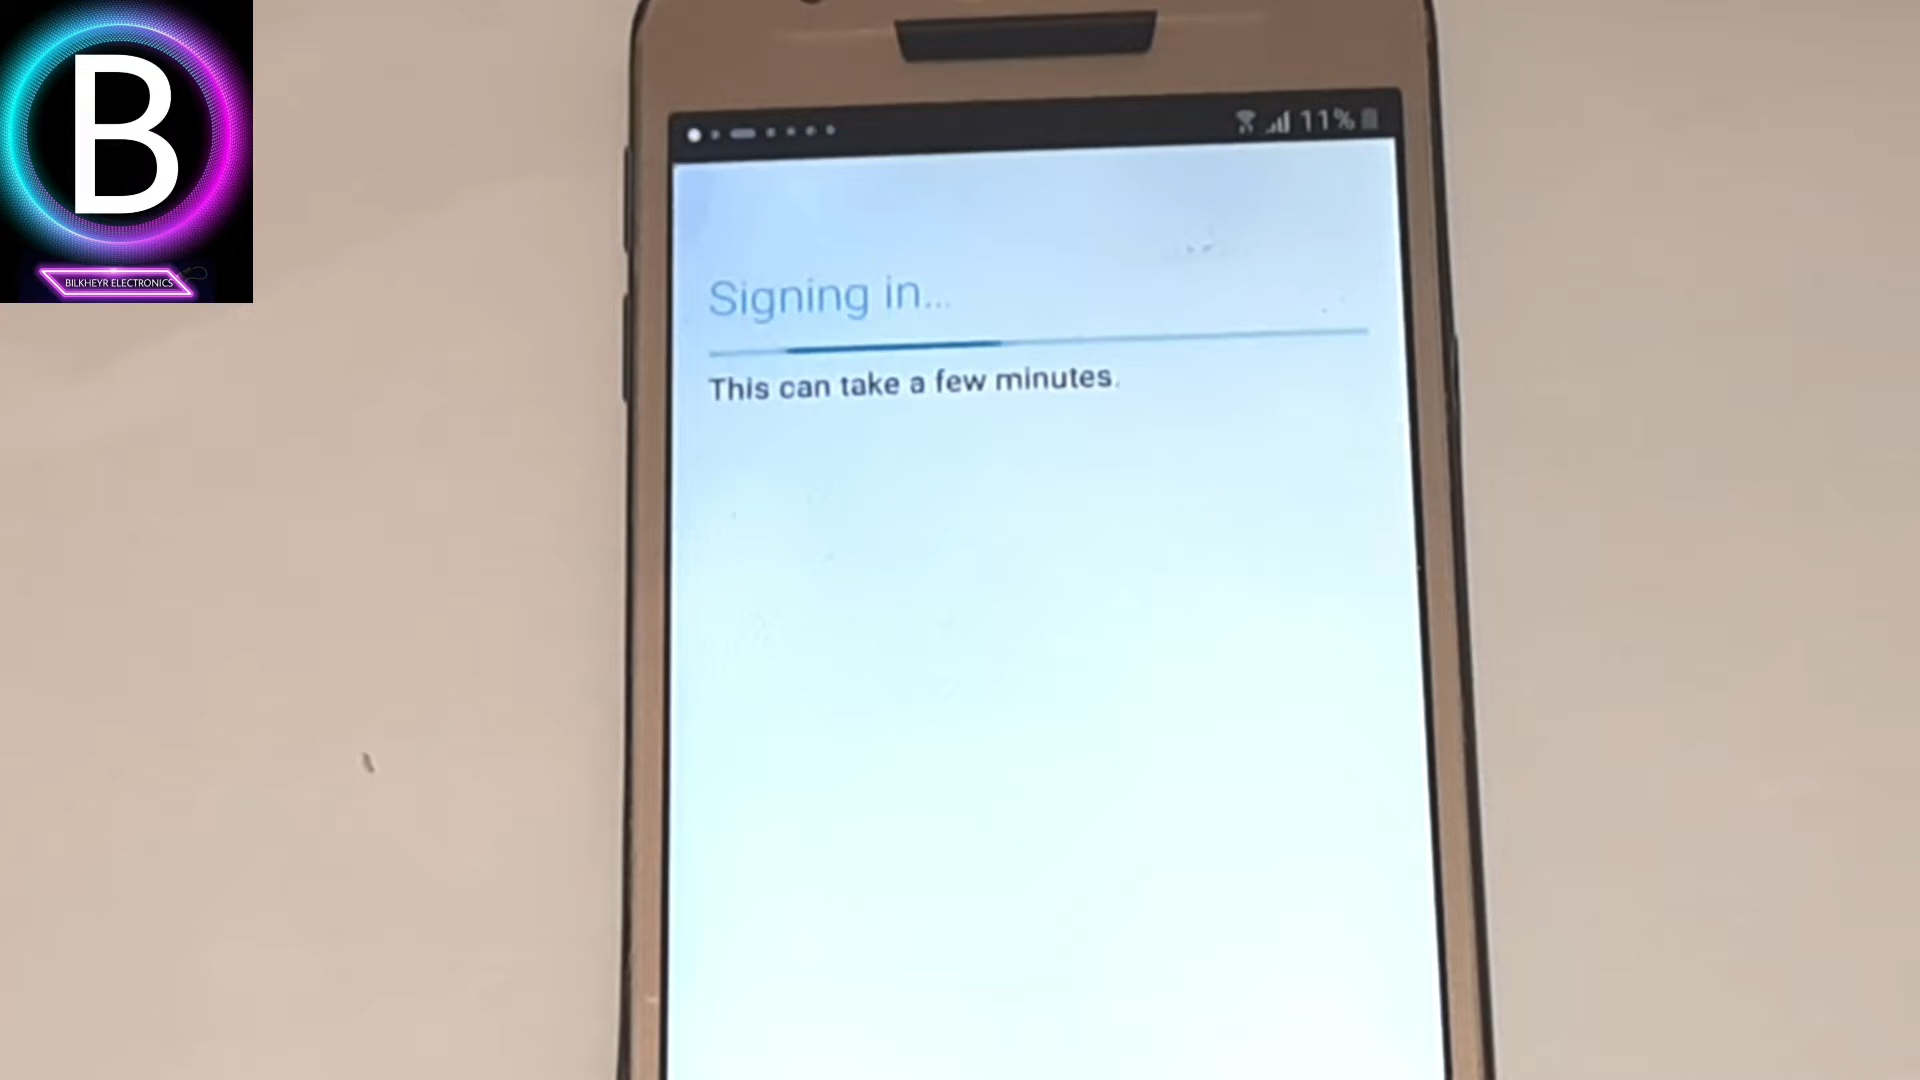 B
BILKHEYR ELECTRONICS
11%
Signing in...
This can take a few minutes.